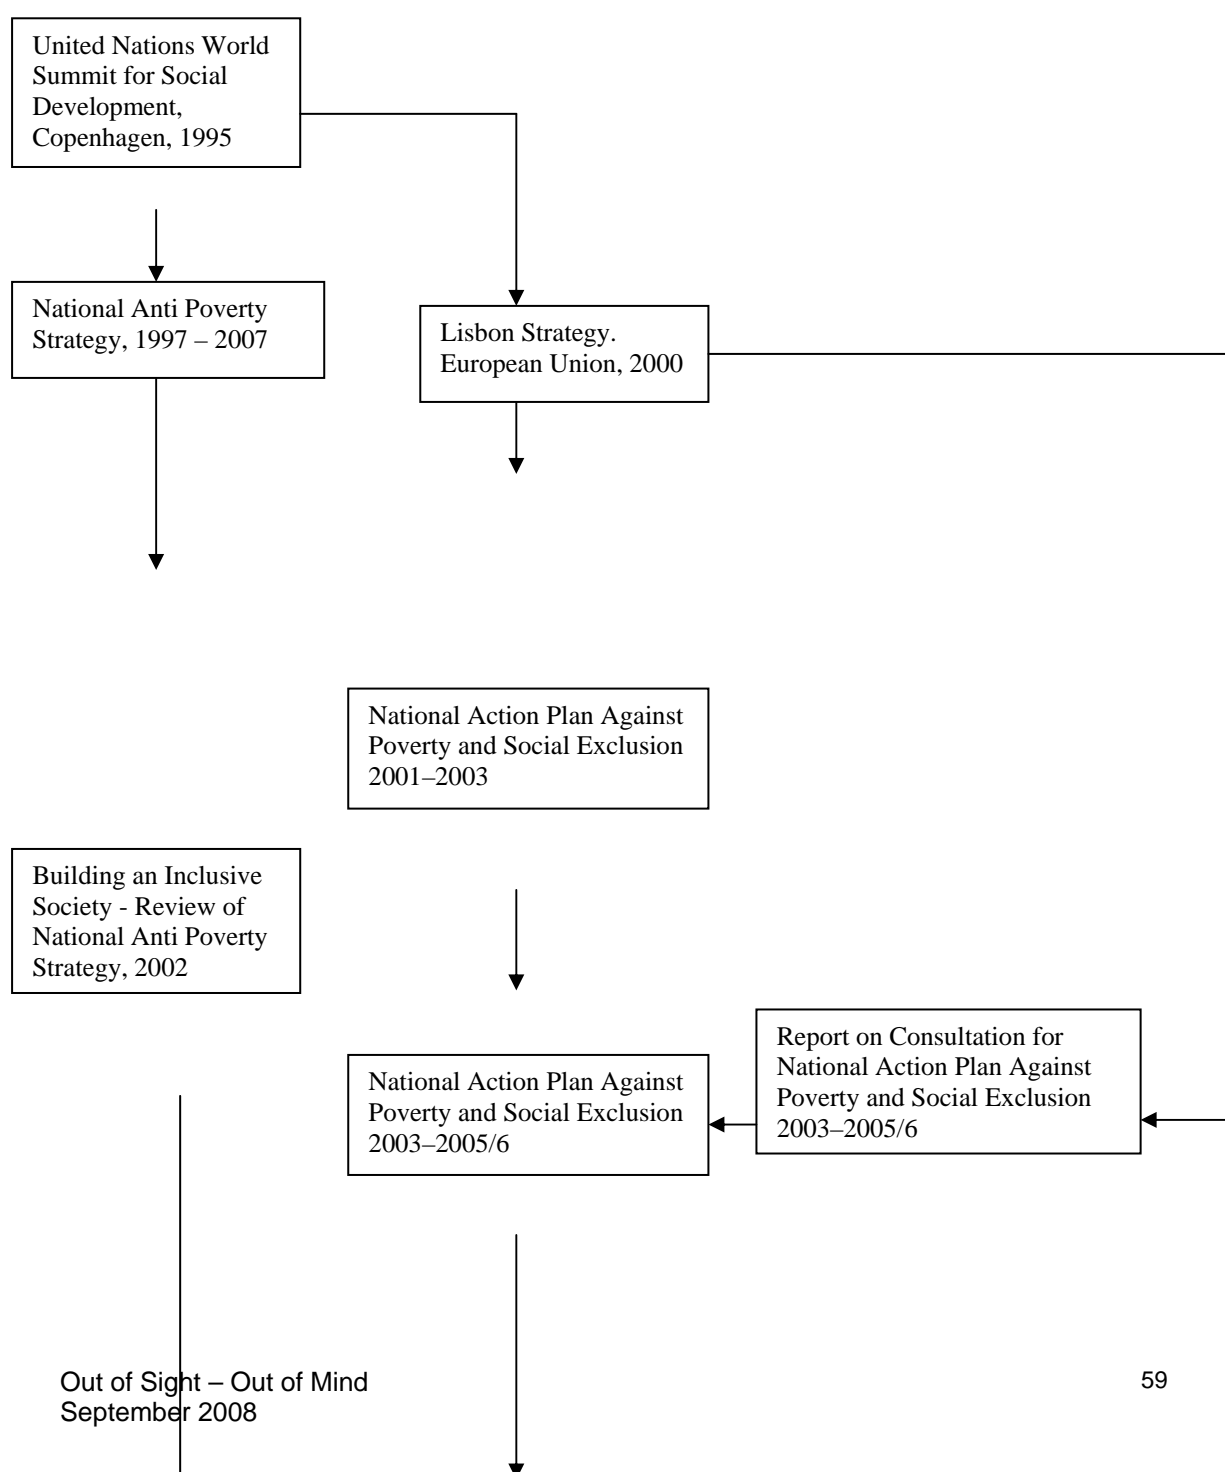 United Nations World
Summit for Social
Development,
Copenhagen, 1995
National Anti Poverty
Strategy, 1997 – 2007
Lisbon Strategy.
European Union, 2000
National Action Plan Against
Poverty and Social Exclusion
2001–2003
Building an Inclusive
Society - Review of
National Anti Poverty
Strategy, 2002
Report on Consultation for
National Action Plan Against
Poverty and Social Exclusion
2003–2005/6
National Action Plan Against
Poverty and Social Exclusion
2003–2005/6
Out of Sight – Out of Mind
September 2008
59